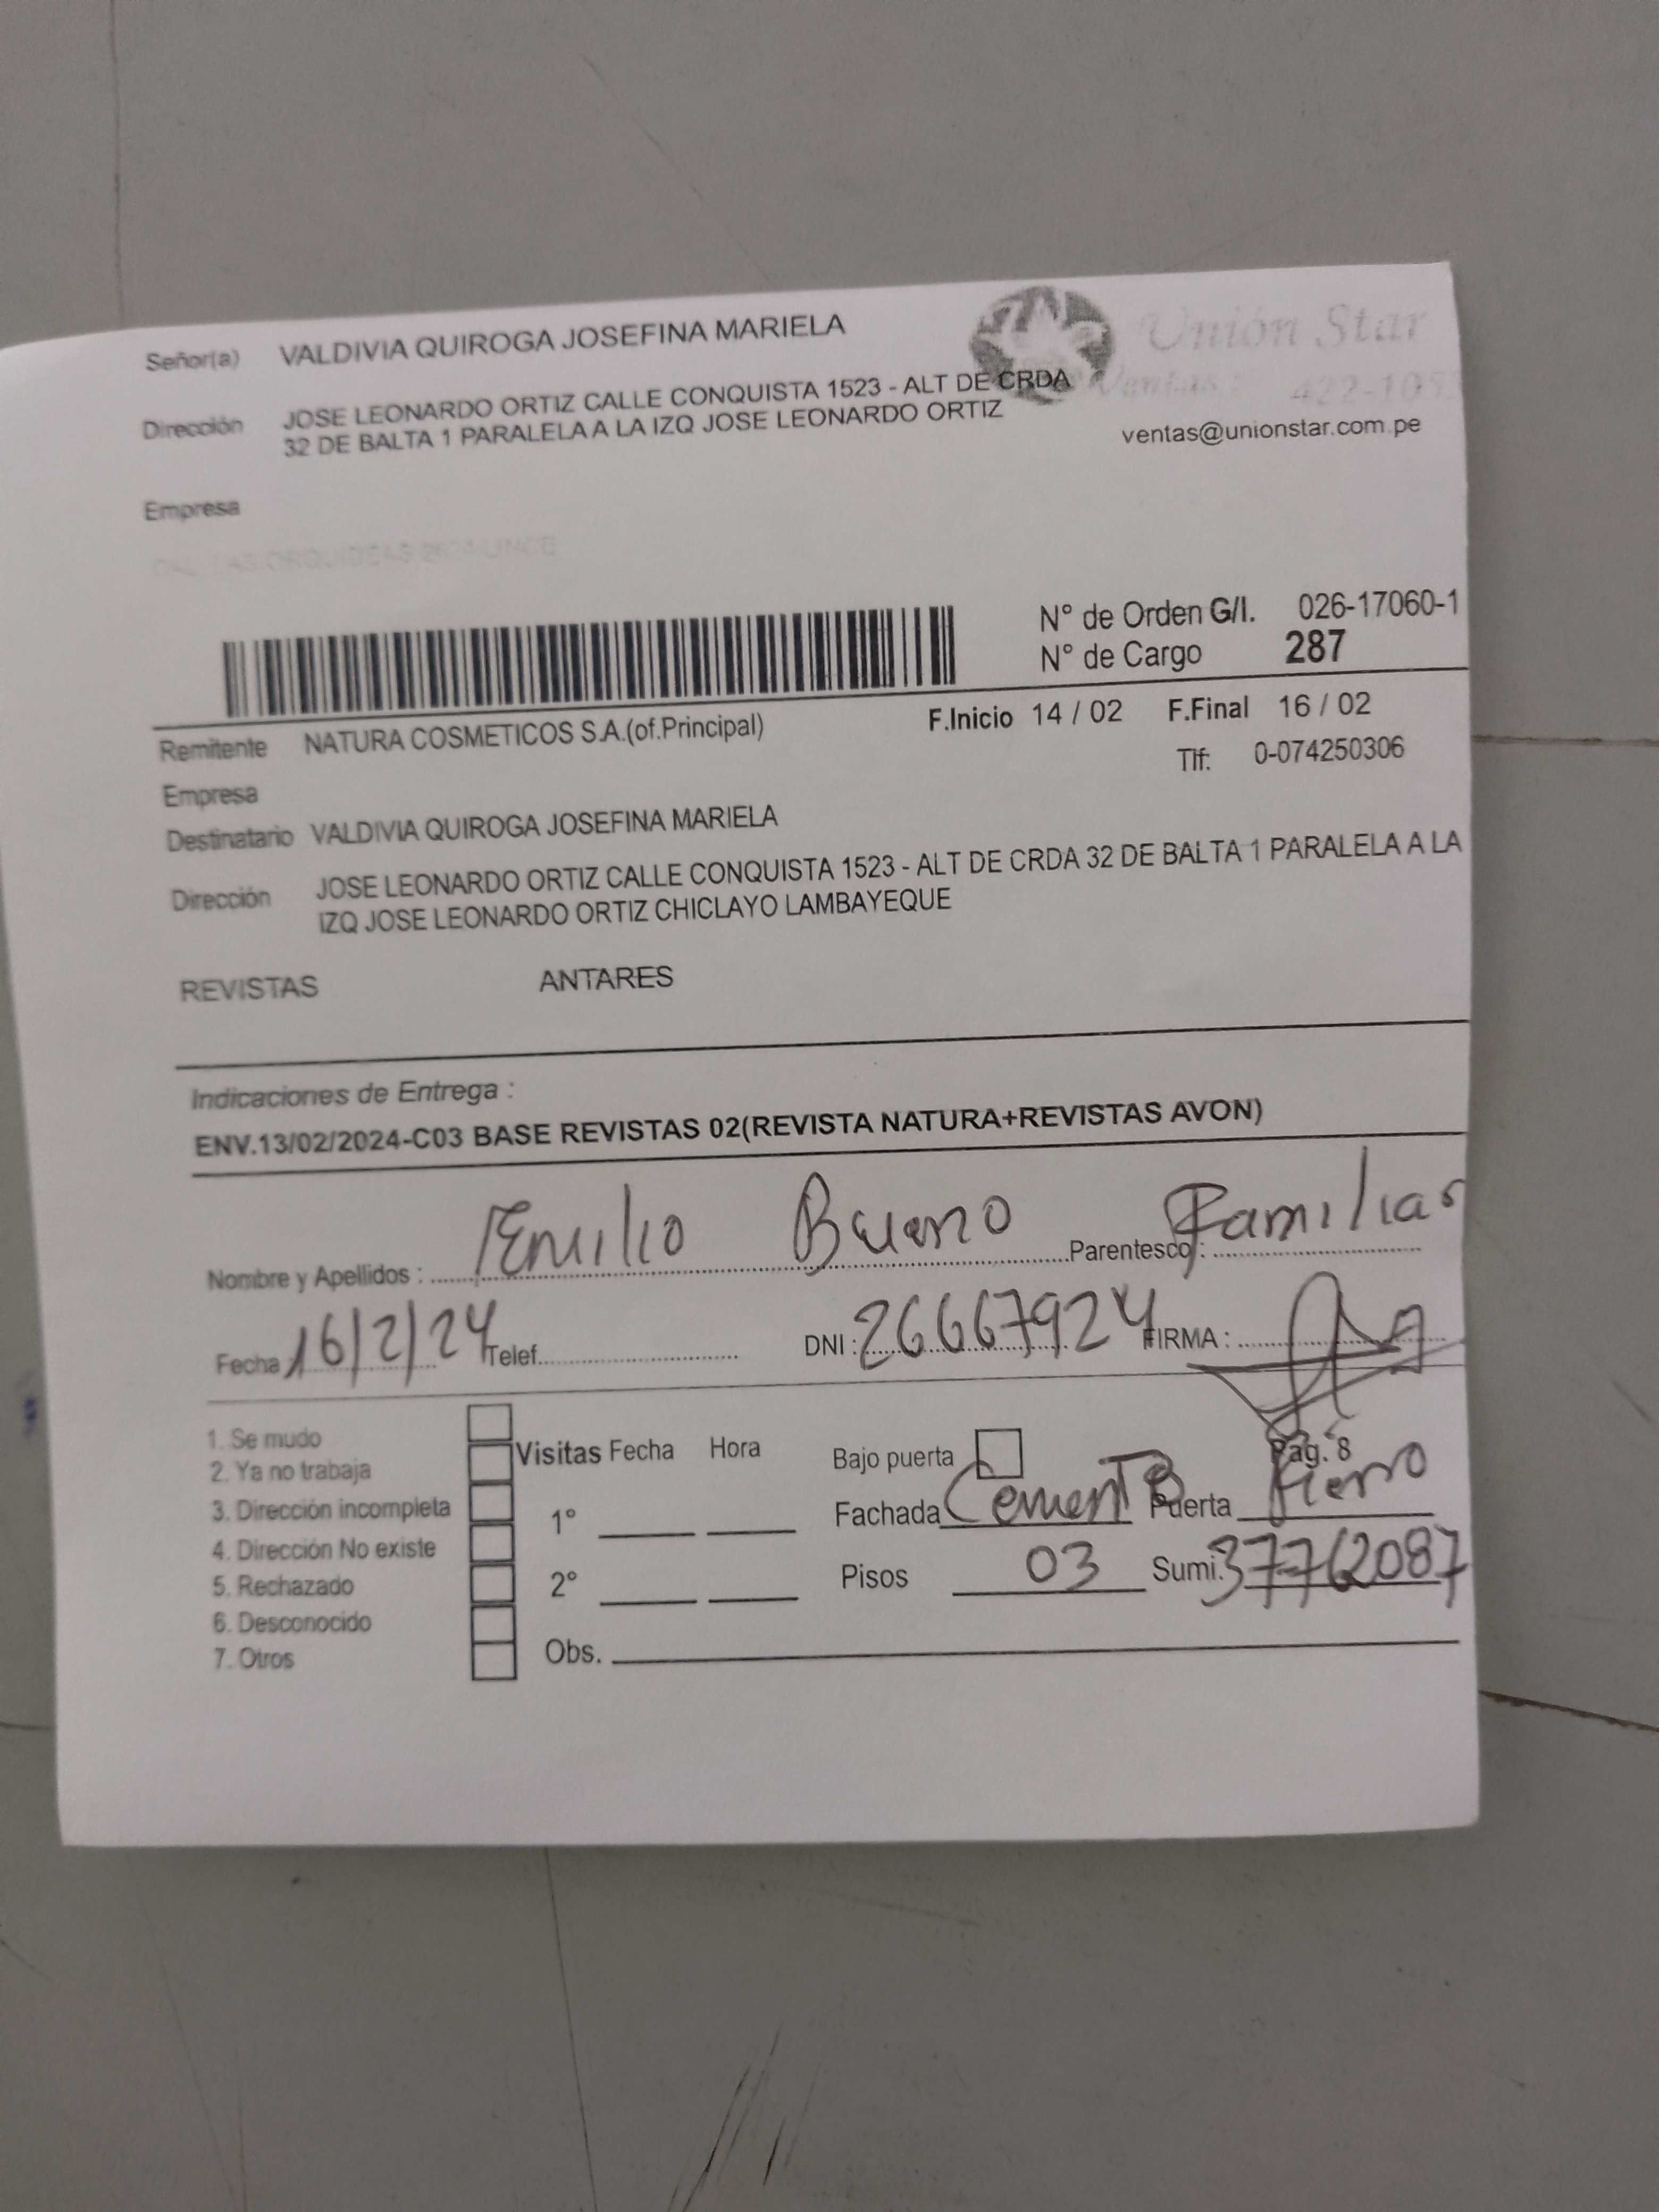 Señor(a) VALDIVIA QUIROGA JOSEFINA MARIELA
Unión Star
Dirección JOSE LEONARDO ORTIZ CALLE CONQUISTA 1523 - ALT DE CRDA
Ventas: 422-105
32 DE BALTA 1 PARALELA A LA IZQ JOSE LEONARDO ORTIZ
ventas@unionstar.com.pe
Empresa
N° de Orden G/I. 026-17060-1
N° de Cargo 287
Remitente NATURA COSMETICOS S.A.(of.Principal) F.Inicio 14 / 02 F.Final 16 / 02
Tlf: 0-074250306
Empresa
Destinatario VALDIVIA QUIROGA JOSEFINA MARIELA
Dirección JOSE LEONARDO ORTIZ CALLE CONQUISTA 1523 - ALT DE CRDA 32 DE BALTA 1 PARALELA A LA
IZQ JOSE LEONARDO ORTIZ CHICLAYO LAMBAYEQUE
REVISTAS ANTARES
Indicaciones de Entrega :
ENV.13/02/2024-C03 BASE REVISTAS 02(REVISTA NATURA+REVISTAS AVON)
Nombre y Apellidos : Emilio Bueno Parentesco : Familiar
Fecha 16/2/24 Telef. DNI : 26667924 FIRMA :
1. Se mudo
2. Ya no trabaja
3. Dirección incompleta
4. Dirección No existe
5. Rechazado
6. Desconocido
7. Otros
Visitas Fecha Hora
1°
2°
Obs.
Bajo puerta Pag. 8
Fachada Cemento Puerta Fierro
Pisos 03 Sumi. 37762087